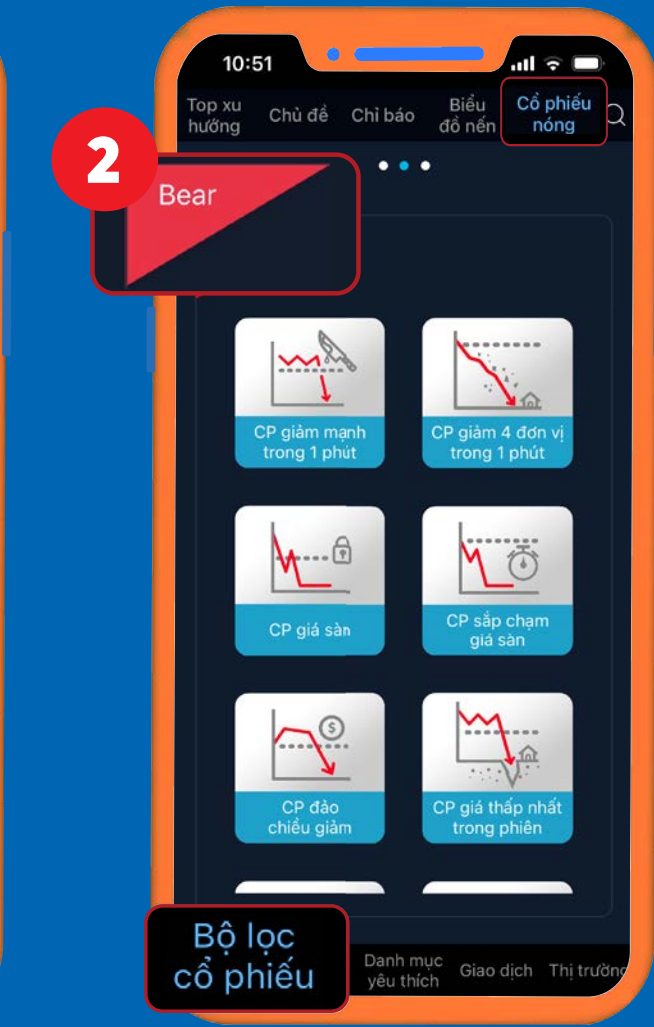 10:51
Top xu
hướng
Chủ đề
Chỉ báo
Biểu
đồ nến
Cổ phiếu
nóng
2
Bear
CP giảm mạnh
trong 1 phút
CP giảm 4 đơn vị
trong 1 phút
CP giá sàn
CP sắp chạm
giá sàn
$
CP đảo
chiều giảm
CP giá thấp nhất
trong phiên
Bộ lọc
cổ phiếu
Danh mục
yêu thích
Giao dịch
Thị trường